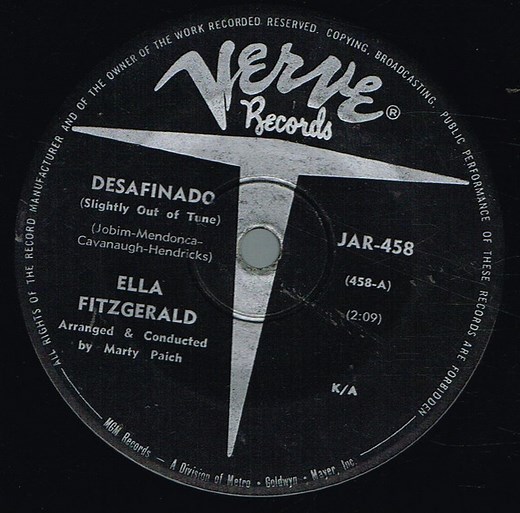 ALL RIGHTS OF THE RECORD MANUFACTURER AND OF THE OWNER OF THE WORK RECORDED RESERVED. COPYING, BROADCASTING, PUBLIC PERFORMANCE OF THESE RECORDS ARE FORBIDDEN
Verve®
Records
DESAFINADO
(Slightly Out of Tune)
(Jobim-Mendonca-
Cavanaugh-Hendricks)
ELLA
FITZGERALD
Arranged & Conducted
by Marty Paich
JAR-458
(458-A)
(2:09)
K/A
MGM Records — A Division of Metro - Goldwyn - Mayer, Inc.